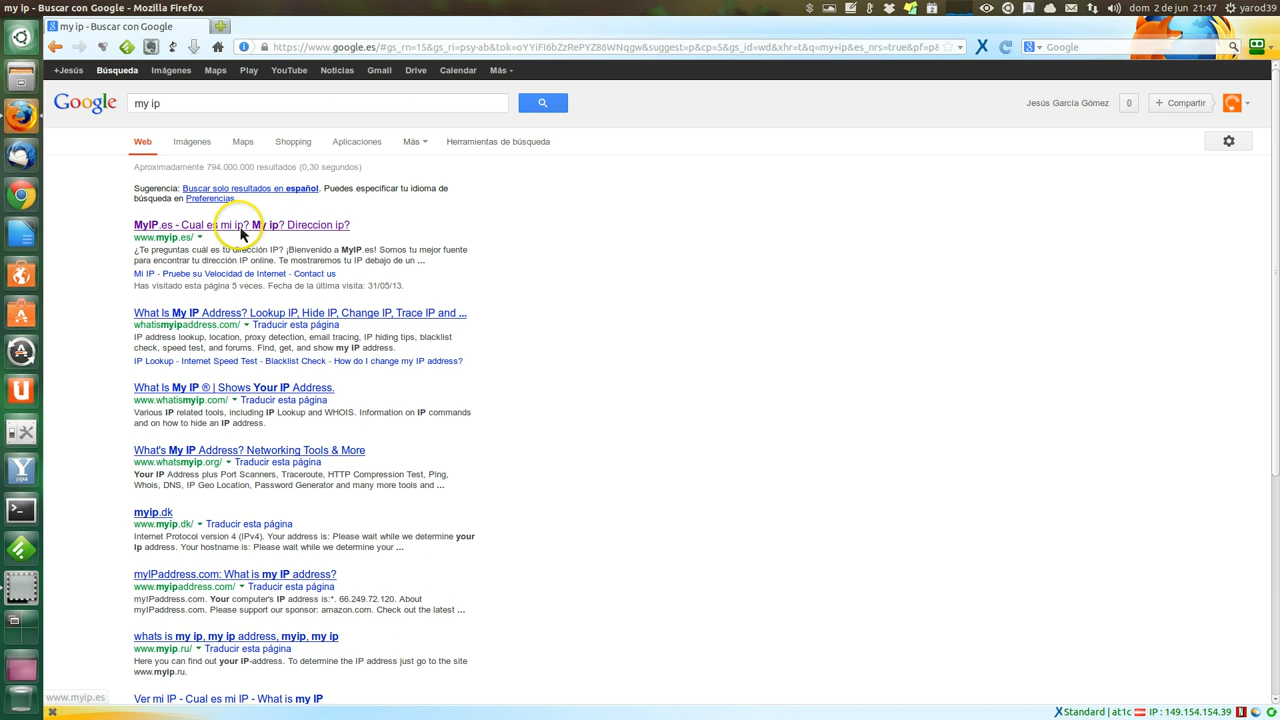 my ip - Buscar con Google - Mozilla Firefox
dom 2 de jun 21:47 yarod39
my ip - Buscar con Google
https://www.google.es/#gs_rn=15&gs_ri=psy-ab&tok=oYyiFI6bZzRePYZ86WNqgw&suggest=p&cp=5&gs_id=wd&xhr=t&q=my+ip&es_nrs=true&pf=p&
Google
+Jesús Búsqueda Imágenes Maps Play YouTube Noticias Gmail Drive Calendar Más
Google
my ip
Jesús García Gómez 0 + Compartir
Web Imágenes Maps Shopping Aplicaciones Más Herramientas de búsqueda
Aproximadamente 794.000.000 resultados (0,30 segundos)
Sugerencia: Buscar solo resultados en español. Puedes especificar tu idioma de
búsqueda en Preferencias.
MyIP.es - Cual es mi ip? My ip? Direccion ip?
www.myip.es/
¿Te preguntas cuál es tu dirección IP? ¡Bienvenido a MyIP.es! Somos tu mejor fuente
para encontrar tu dirección IP online. Te mostraremos tu IP debajo de un ...
Mi IP - Pruebe su Velocidad de Internet - Contact us
Has visitado esta página 5 veces. Fecha de la última visita: 31/05/13.
What Is My IP Address? Lookup IP, Hide IP, Change IP, Trace IP and ...
whatismyipaddress.com/ Traducir esta página
IP address lookup, location, proxy detection, email tracing, IP hiding tips, blacklist
check, speed test, and forums. Find, get, and show my IP address.
IP Lookup - Internet Speed Test - Blacklist Check - How do I change my IP address?
What Is My IP ® | Shows Your IP Address.
www.whatismyip.com/ Traducir esta página
Various IP related tools, including IP Lookup and WHOIS. Information on IP commands
and on how to hide an IP address.
What's My IP Address? Networking Tools & More
www.whatsmyip.org/ Traducir esta página
Your IP Address plus Port Scanners, Traceroute, HTTP Compression Test, Ping,
Whois, DNS, IP Geo Location, Password Generator and many more tools and ...
myip.dk
www.myip.dk/ Traducir esta página
Internet Protocol version 4 (IPv4). Your address is: Please wait while we determine your
ip address. Your hostname is: Please wait while we determine your ...
myIPaddress.com: What is my IP address?
www.myipaddress.com/ Traducir esta página
myIPaddress.com. Your computer's IP address is:*. 66.249.72.120. About
myIPaddress.com. Please support our sponsor: amazon.com. Check out the latest ...
whats is my ip, my ip address, myip, my ip
www.myip.ru/ Traducir esta página
Here you can find out your IP-address. To determine the IP address just go to the site
www.myip.ru.
Ver mi IP - Cual es mi IP - What is my IP
www.myip.es
Standard | at1c IP : 149.154.154.39